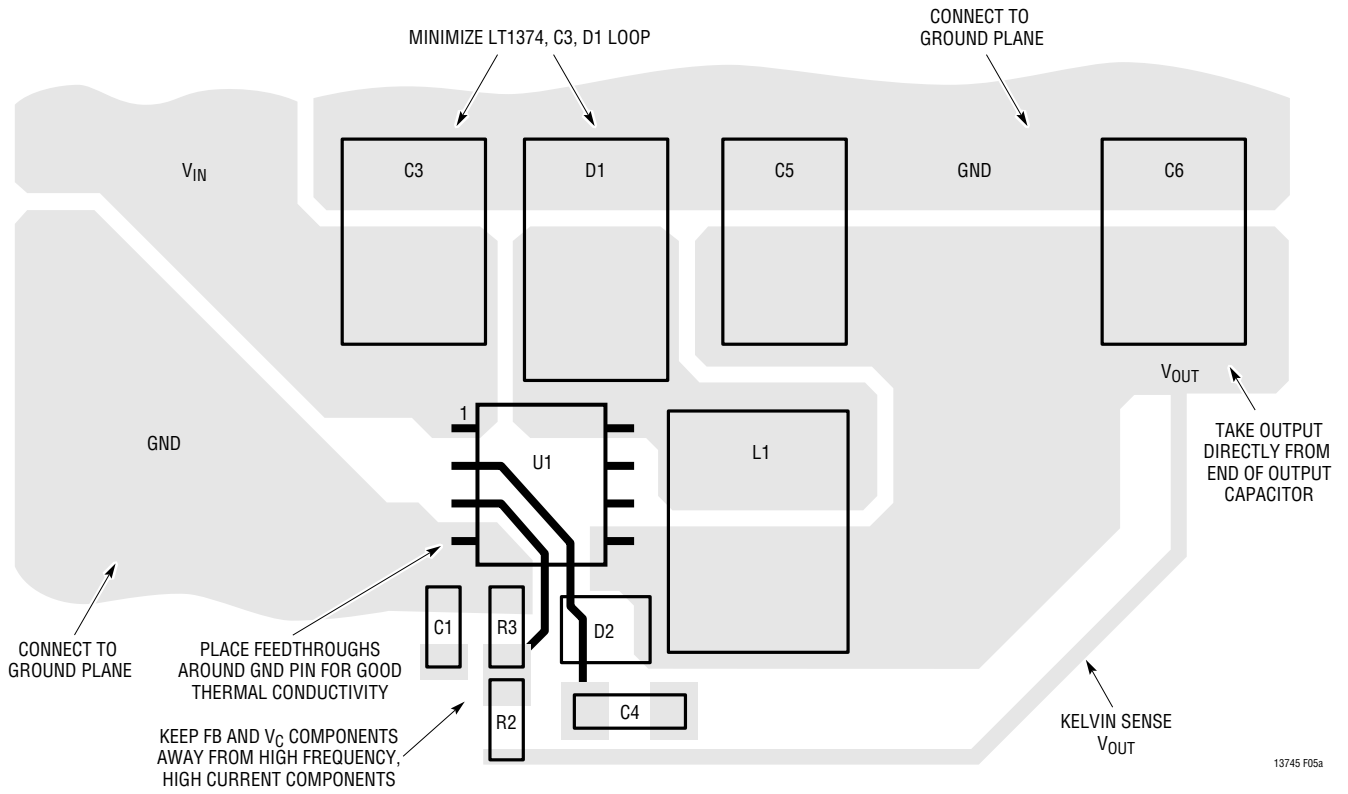 MINIMIZE LT1374, C3, D1 LOOP
CONNECT TO
GROUND PLANE
VIN
C3
D1
C5
GND
C6
VOUT
TAKE OUTPUT
DIRECTLY FROM
END OF OUTPUT
CAPACITOR
1
U1
L1
GND
C1
R3
D2
CONNECT TO
GROUND PLANE
PLACE FEEDTHROUGHS
AROUND GND PIN FOR GOOD
THERMAL CONDUCTIVITY
R2
C4
KEEP FB AND VC COMPONENTS
AWAY FROM HIGH FREQUENCY,
HIGH CURRENT COMPONENTS
KELVIN SENSE
VOUT
13745 F05a